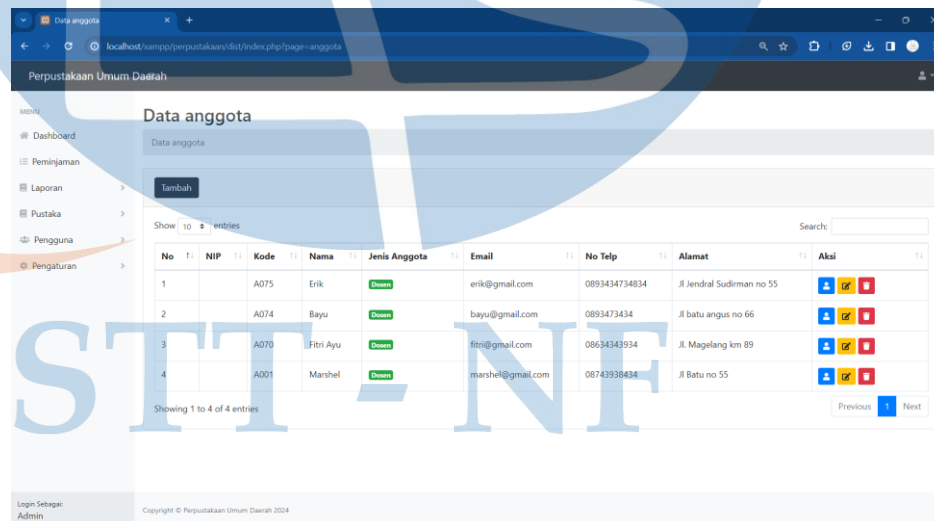 Data anggota
localhost/xampp/perpustakaan/dist/index.php?page=anggota
Perpustakaan Umum Daerah
MENU
Dashboard
Peminjaman
Laporan
Pustaka
Pengguna
Pengaturan
Data anggota
Data anggota
Tambah
Show 10 entries Search:
No NIP Kode Nama Jenis Anggota Email No Telp Alamat Aksi
1 A075 Erik Dosen erik@gmail.com 0893434734834 Jl Jendral Sudirman no 55
2 A074 Bayu Dosen bayu@gmail.com 0893473434 Jl batu angus no 66
3 A070 Fitri Ayu Dosen fitri@gmail.com 08634343934 Jl. Magelang km 89
4 A001 Marshel Dosen marshel@gmail.com 08743938434 Jl Batu no 55
Showing 1 to 4 of 4 entries Previous 1 Next
STT - NF
Login Sebagai:
Admin
Copyright © Perpustakaan Umum Daerah 2024